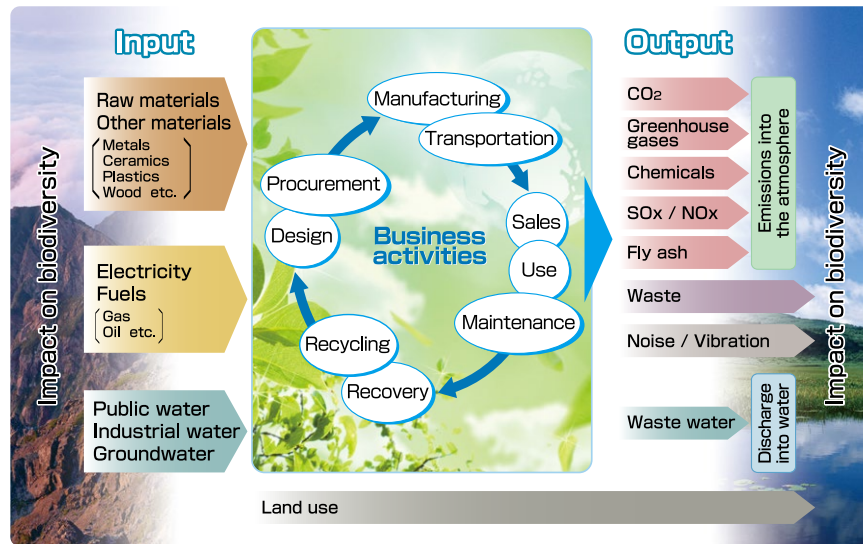 Input
Impact on biodiversity
Raw materials
Other materials
Metals
Ceramics
Plastics
Wood etc.
Electricity
Fuels
Gas
Oil etc.
Public water
Industrial water
Groundwater
Manufacturing
Transportation
Procurement
Design
Business
activities
Sales
Use
Maintenance
Recycling
Recovery
Output
CO₂
Greenhouse
gases
Chemicals
SOx / NOx
Fly ash
Emissions into
the atmosphere
Waste
Noise / Vibration
Waste water
Discharge
into water
Impact on biodiversity
Land use